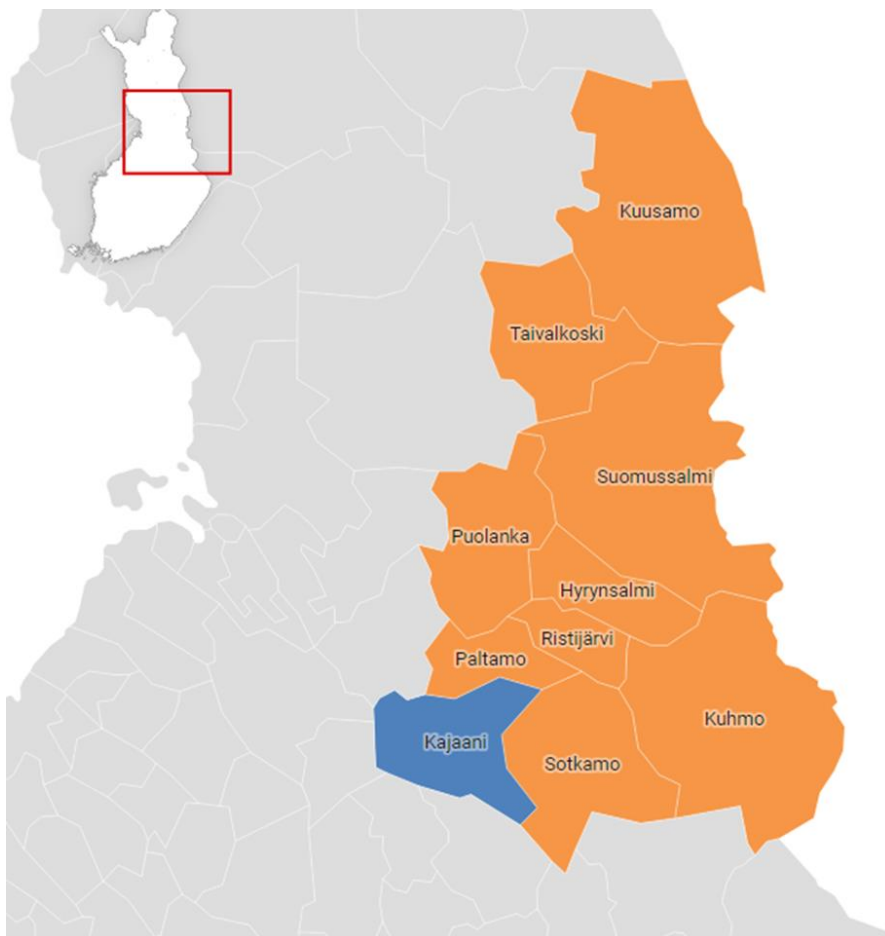 Kuusamo
Taivalkoski
Suomussalmi
Puolanka
Hyrynsalmi
Ristijärvi
Paltamo
Kuhmo
Kajaani
Sotkamo